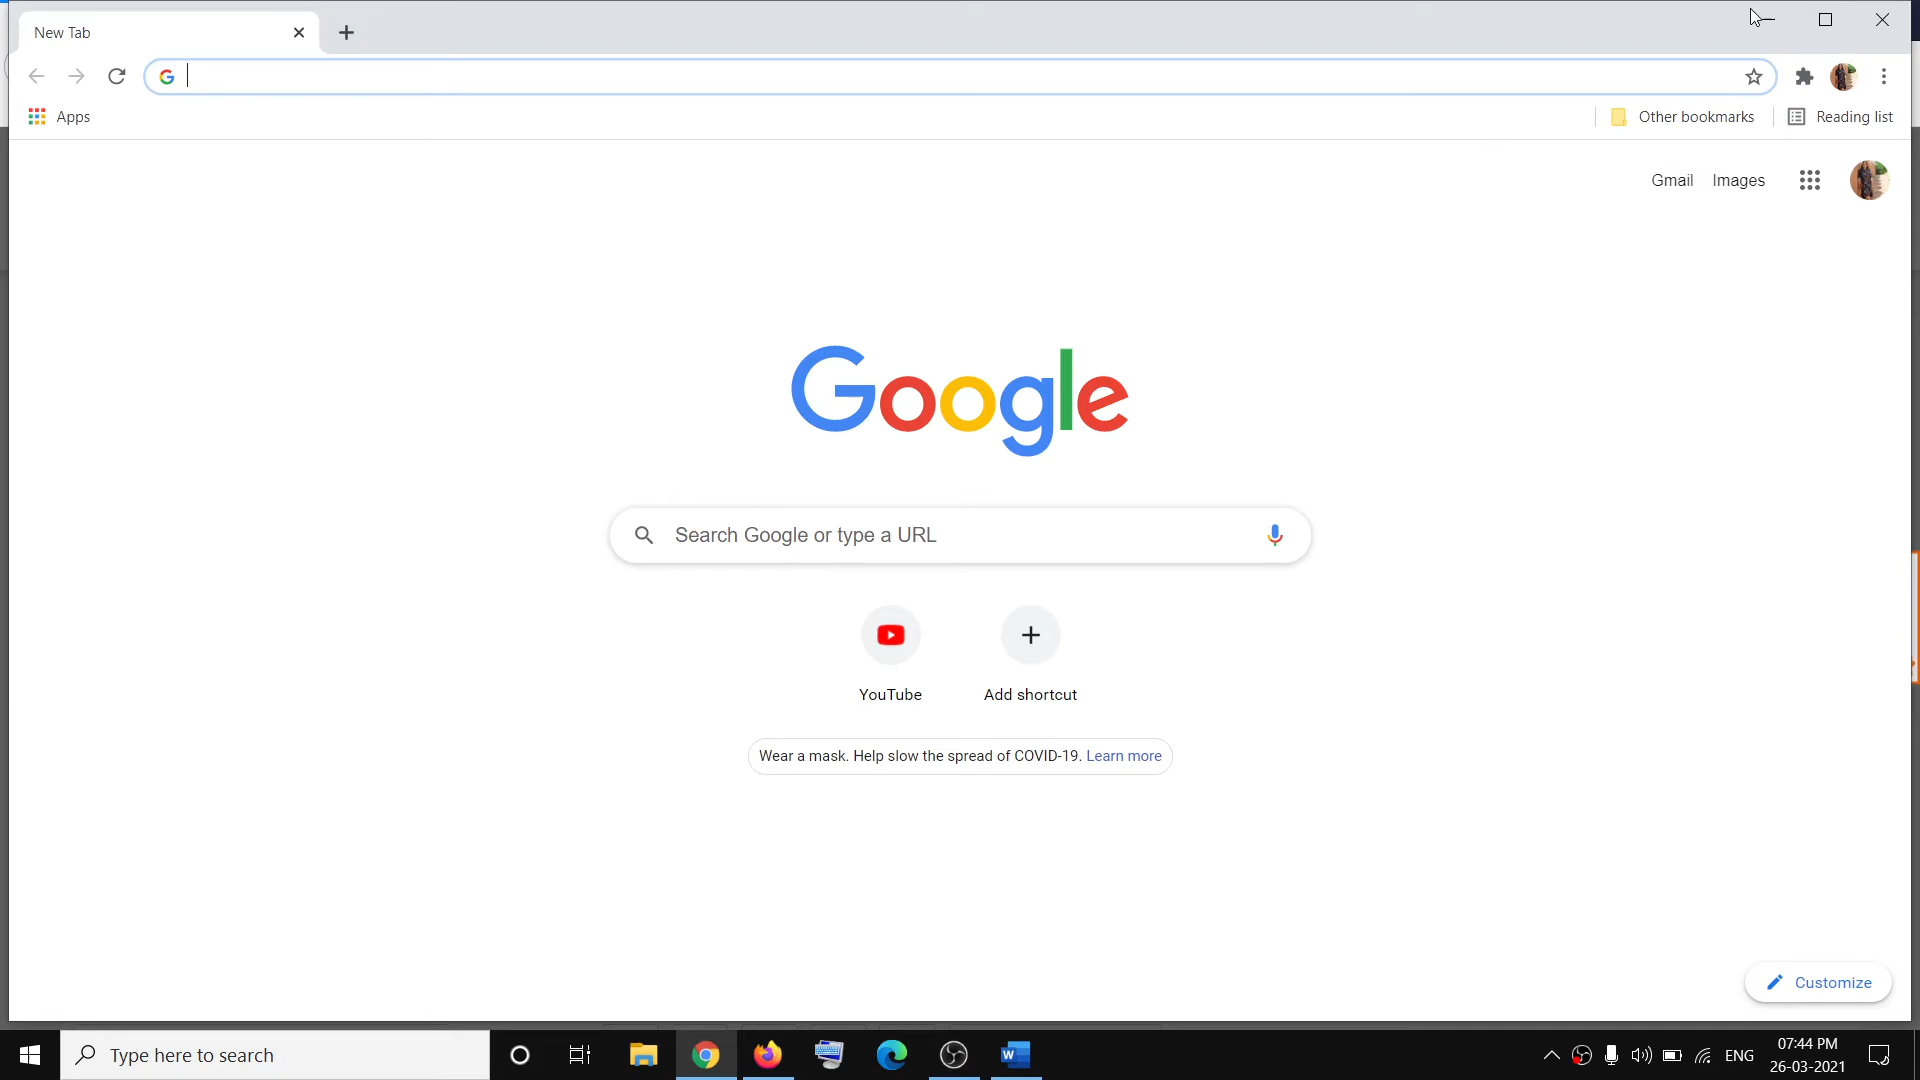 New Tab
Apps
Other bookmarks
Reading list
Gmail Images
Google
Search Google or type a URL
YouTube
Add shortcut
Wear a mask. Help slow the spread of COVID-19. Learn more
Customize
Type here to search
ENG
07:44 PM
26-03-2021